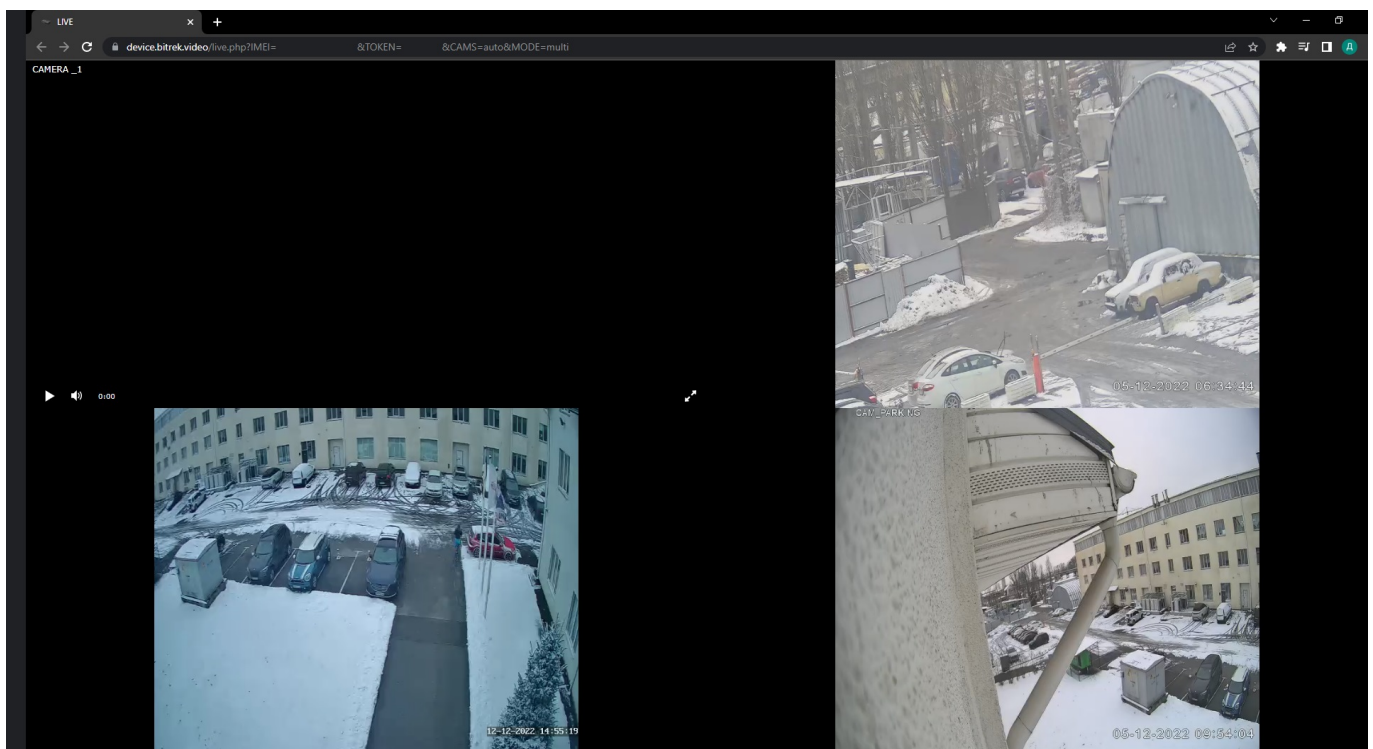 LIVE
device.bitrek.video/live.php?IMEI= &TOKEN= &CAMS=auto&MODE=multi
Д
CAMERA _1
05-12-2022 06:34:44
0:00
CAM_PARKING
12-12-2022 14:55:19
05-12-2022 09:54:04